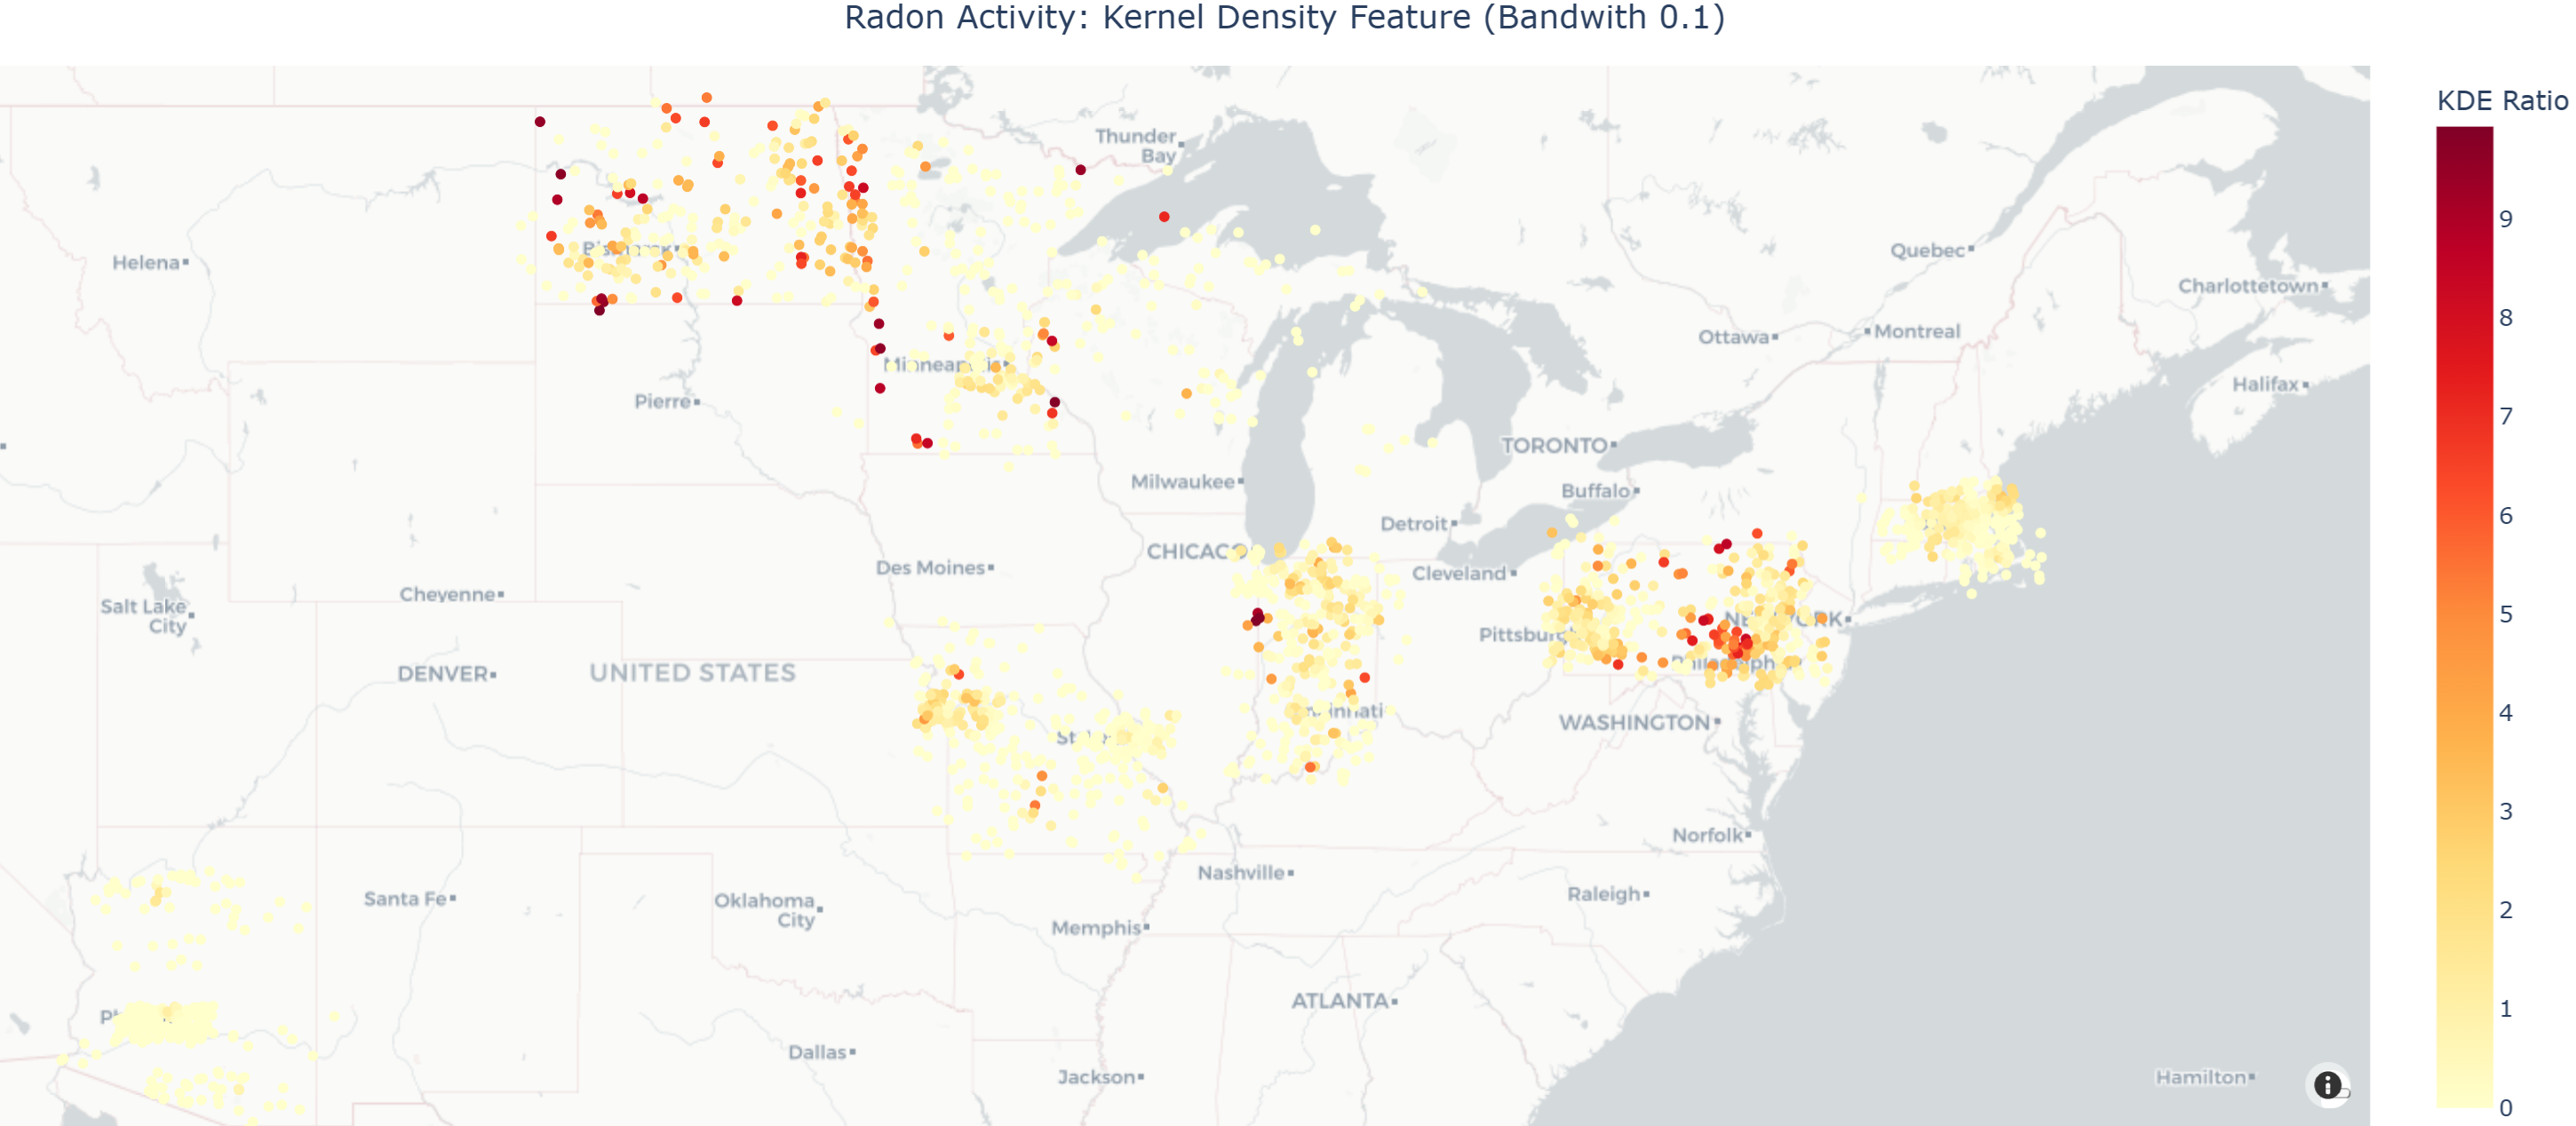 Radon Activity: Kernel Density Feature (Bandwith 0.1)
KDE Ratio
9
8
7
6
5
4
3
2
1
0
Thunder
Bay
Helena
Bismarck
Quebec
Charlottetown
Ottawa
Montreal
Minneapolis
Halifax
Pierre
TORONTO
Milwaukee
Buffalo
Detroit
CHICAGO
Des Moines
Cleveland
Cheyenne
Salt Lake
City
NEW YORK
Pittsburgh
Philadelphia
DENVER
UNITED STATES
Cincinnati
WASHINGTON
Norfolk
Nashville
Santa Fe
Oklahoma
City
Raleigh
Memphis
ATLANTA
Dallas
Jackson
Hamilton